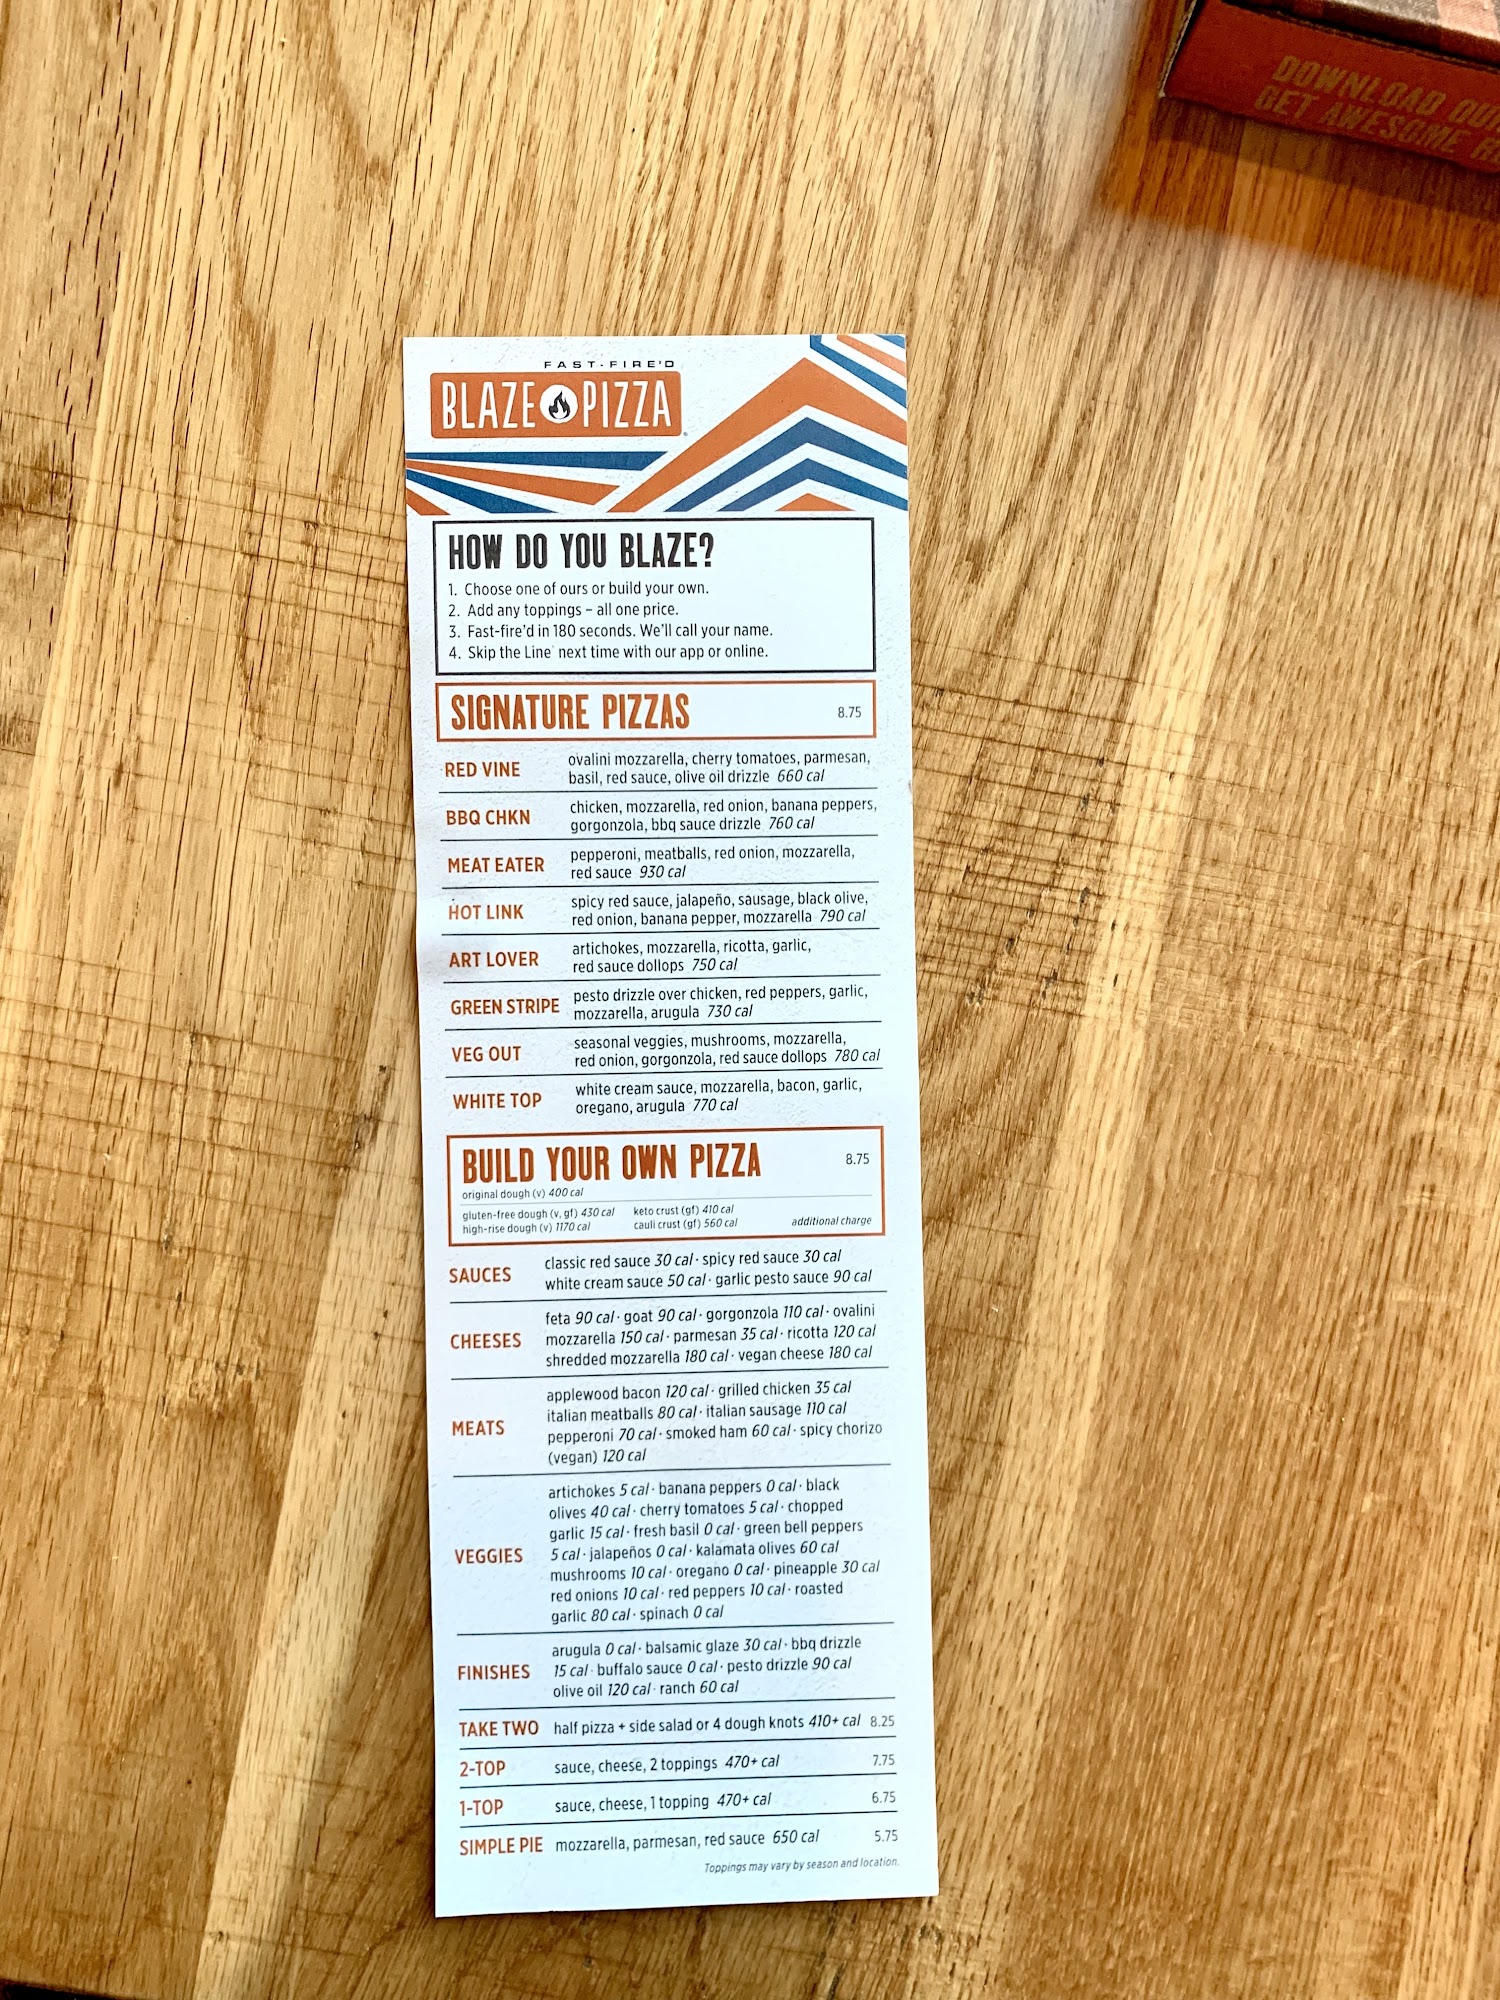 DOWNLOAD
GET AWESOME
FAST-FIRE'D
BLAZE PIZZA
HOW DO YOU BLAZE?
1. Choose one of ours or build your own.
2. Add any toppings – all one price.
3. Fast-fire'd in 180 seconds. We'll call your name.
4. Skip the Line next time with our app or online.
SIGNATURE PIZZAS 8.75
RED VINE ovalini mozzarella, cherry tomatoes, parmesan,
basil, red sauce, olive oil drizzle 660 cal
BBQ CHKN chicken, mozzarella, red onion, banana peppers,
gorgonzola, bbq sauce drizzle 760 cal
MEAT EATER pepperoni, meatballs, red onion, mozzarella,
red sauce 930 cal
HOT LINK spicy red sauce, jalapeño, sausage, black olive,
red onion, banana pepper, mozzarella 790 cal
ART LOVER artichokes, mozzarella, ricotta, garlic,
red sauce dollops 750 cal
GREEN STRIPE pesto drizzle over chicken, red peppers, garlic,
mozzarella, arugula 730 cal
VEG OUT seasonal veggies, mushrooms, mozzarella,
red onion, gorgonzola, red sauce dollops 780 cal
WHITE TOP white cream sauce, mozzarella, bacon, garlic,
oregano, arugula 770 cal
BUILD YOUR OWN PIZZA 8.75
original dough (v) 400 cal
gluten-free dough (v, gf) 430 cal keto crust (gf) 410 cal
high-rise dough (v) 1170 cal cauli crust (gf) 560 cal additional charge
SAUCES classic red sauce 30 cal · spicy red sauce 30 cal
white cream sauce 50 cal · garlic pesto sauce 90 cal
CHEESES feta 90 cal · goat 90 cal · gorgonzola 110 cal · ovalini
mozzarella 150 cal · parmesan 35 cal · ricotta 120 cal
shredded mozzarella 180 cal · vegan cheese 180 cal
MEATS applewood bacon 120 cal · grilled chicken 35 cal
italian meatballs 80 cal · italian sausage 110 cal
pepperoni 70 cal · smoked ham 60 cal · spicy chorizo
(vegan) 120 cal
VEGGIES artichokes 5 cal · banana peppers 0 cal · black
olives 40 cal · cherry tomatoes 5 cal · chopped
garlic 15 cal · fresh basil 0 cal · green bell peppers
5 cal · jalapeños 0 cal · kalamata olives 60 cal
mushrooms 10 cal · oregano 0 cal · pineapple 30 cal
red onions 10 cal · red peppers 10 cal · roasted
garlic 80 cal · spinach 0 cal
FINISHES arugula 0 cal · balsamic glaze 30 cal · bbq drizzle
15 cal · buffalo sauce 0 cal · pesto drizzle 90 cal
olive oil 120 cal · ranch 60 cal
TAKE TWO half pizza + side salad or 4 dough knots 410+ cal 8.25
2-TOP sauce, cheese, 2 toppings 470+ cal 7.75
1-TOP sauce, cheese, 1 topping 470+ cal 6.75
SIMPLE PIE mozzarella, parmesan, red sauce 650 cal 5.75
Toppings may vary by season and location.